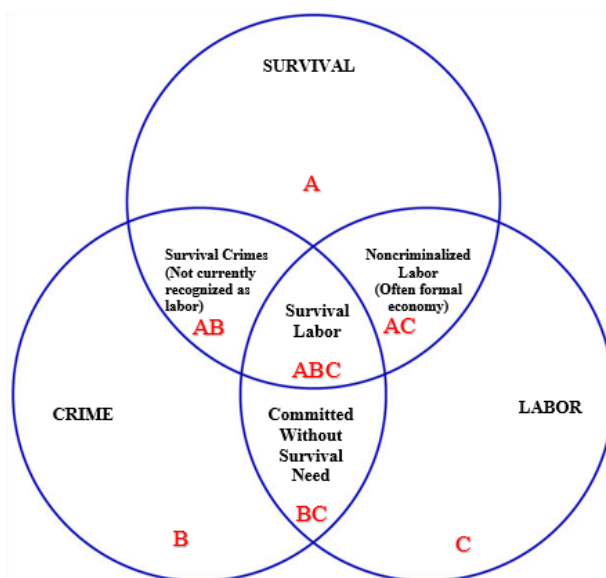 SURVIVAL
A
Survival Crimes
(Not currently
recognized as
labor)
AB
Noncriminalized
Labor
(Often formal
economy)
AC
Survival
Labor
ABC
CRIME
LABOR
Committed
Without
Survival
Need
BC
B
C